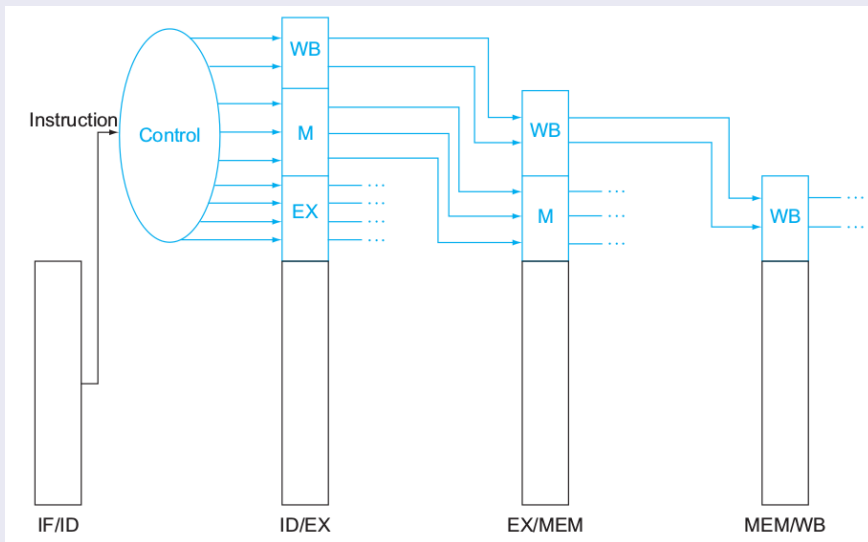 WB
Instruction
Control
M
WB
EX
...
...
...
...
M
...
...
...
WB
...
...
IF/ID
ID/EX
EX/MEM
MEM/WB